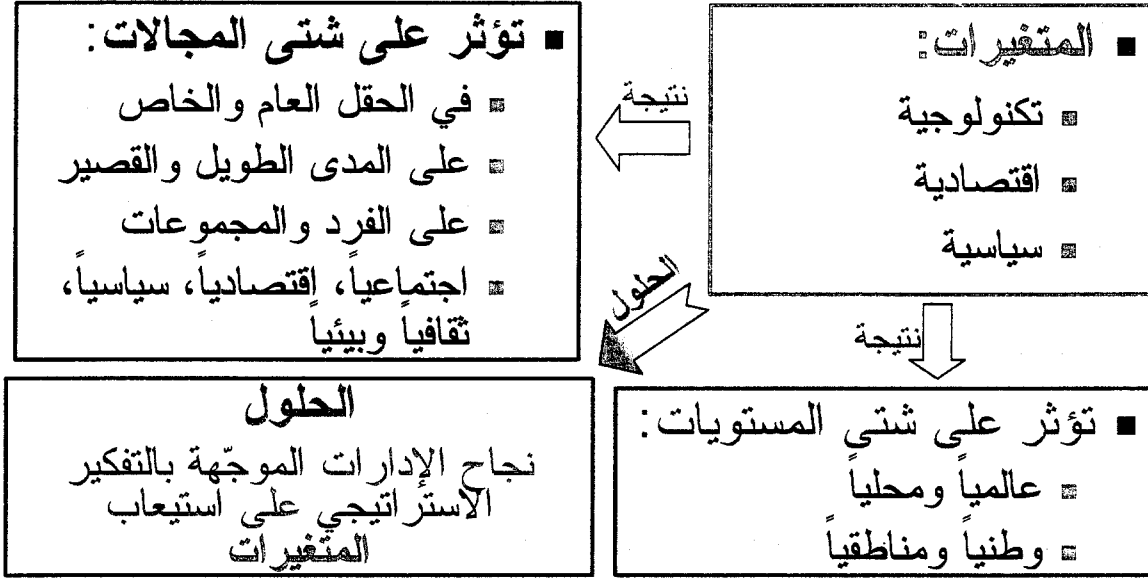 ■ المتغيرات:
▪ تكنولوجية
▪ اقتصادية
▪ سياسية
نتيجة
■ تؤثر على شتى المجالات:
▪ في الحقل العام والخاص
▪ على المدى الطويل والقصير
▪ على الفرد والمجموعات
▪ اجتماعياً، اقتصادياً، سياسياً،
ثقافياً وبيئياً
نتيجة
■ تؤثر على شتى المستويات:
▪ عالمياً ومحلياً
▪ وطنياً ومناطقياً
الحلول
الحلول
نجاح الإدارات الموجّهة بالتفكير
الاستراتيجي على استيعاب
المتغيرات